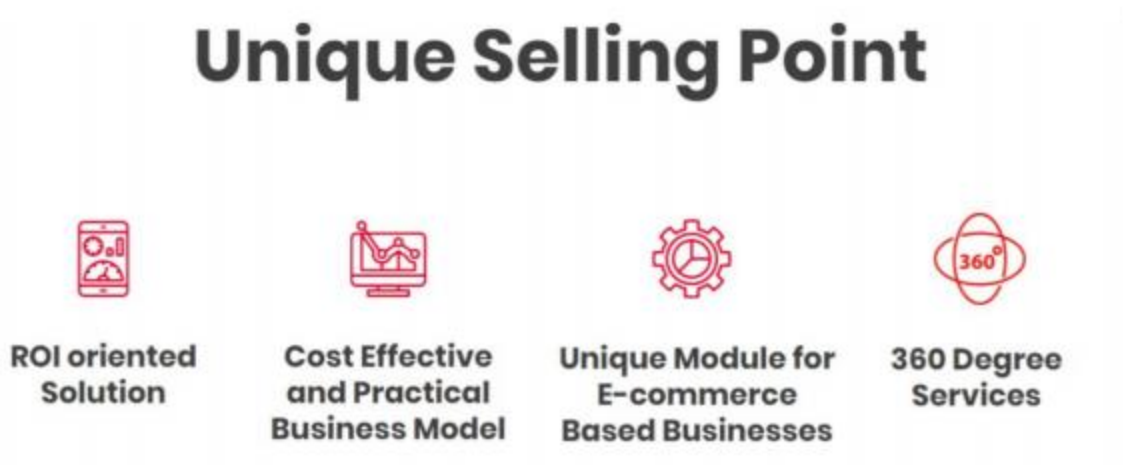 Unique Selling Point
360°
ROI oriented
Solution
Cost Effective
and Practical
Business Model
Unique Module for
E-commerce
Based Businesses
360 Degree
Services